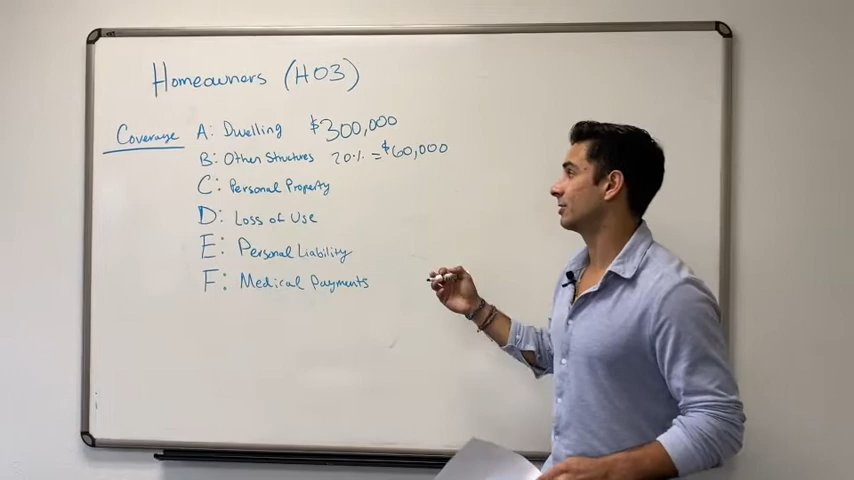 Homeowners (HO3)
Coverage A: Dwelling $300,000
B: Other Structures 20% = $60,000
C: Personal Property
D: Loss of Use
E: Personal Liability
F: Medical Payments